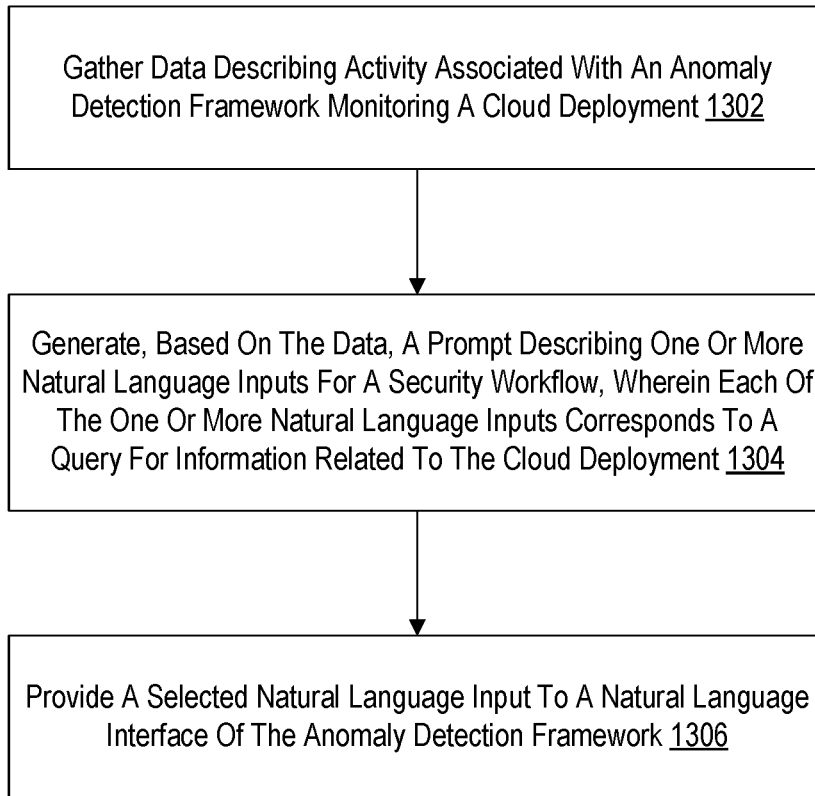 Gather Data Describing Activity Associated With An Anomaly
Detection Framework Monitoring A Cloud Deployment 1302
Generate, Based On The Data, A Prompt Describing One Or More
Natural Language Inputs For A Security Workflow, Wherein Each Of
The One Or More Natural Language Inputs Corresponds To A
Query For Information Related To The Cloud Deployment 1304
Provide A Selected Natural Language Input To A Natural Language
Interface Of The Anomaly Detection Framework 1306